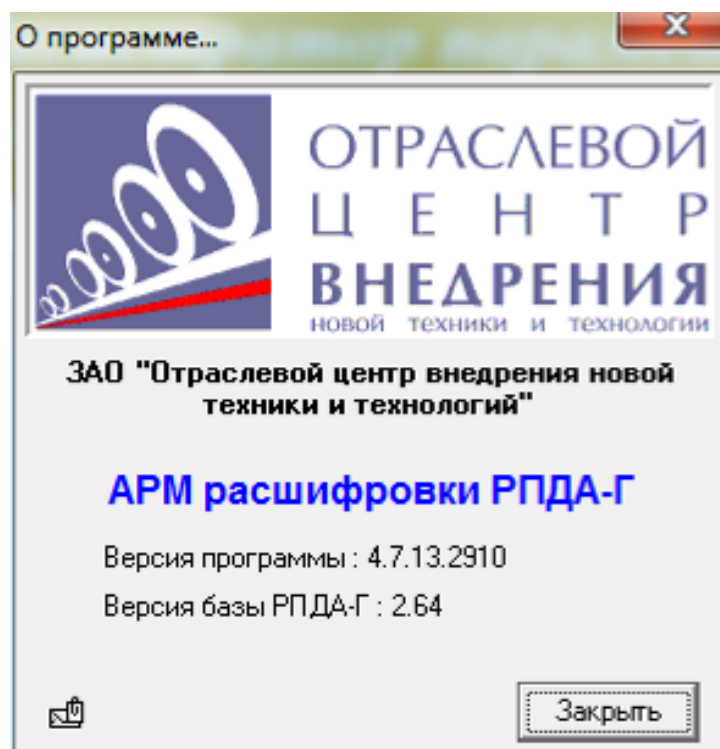 О программе...
ОТРАСЛЕВОЙ
ЦЕНТР
ВНЕДРЕНИЯ
НОВОЙ ТЕХНИКИ И ТЕХНОЛОГИИ
ЗАО "Отраслевой центр внедрения новой
техники и технологий"
АРМ расшифровки РПДА-Г
Версия программы : 4.7.13.2910
Версия базы РПДА-Г : 2.64
Закрыть